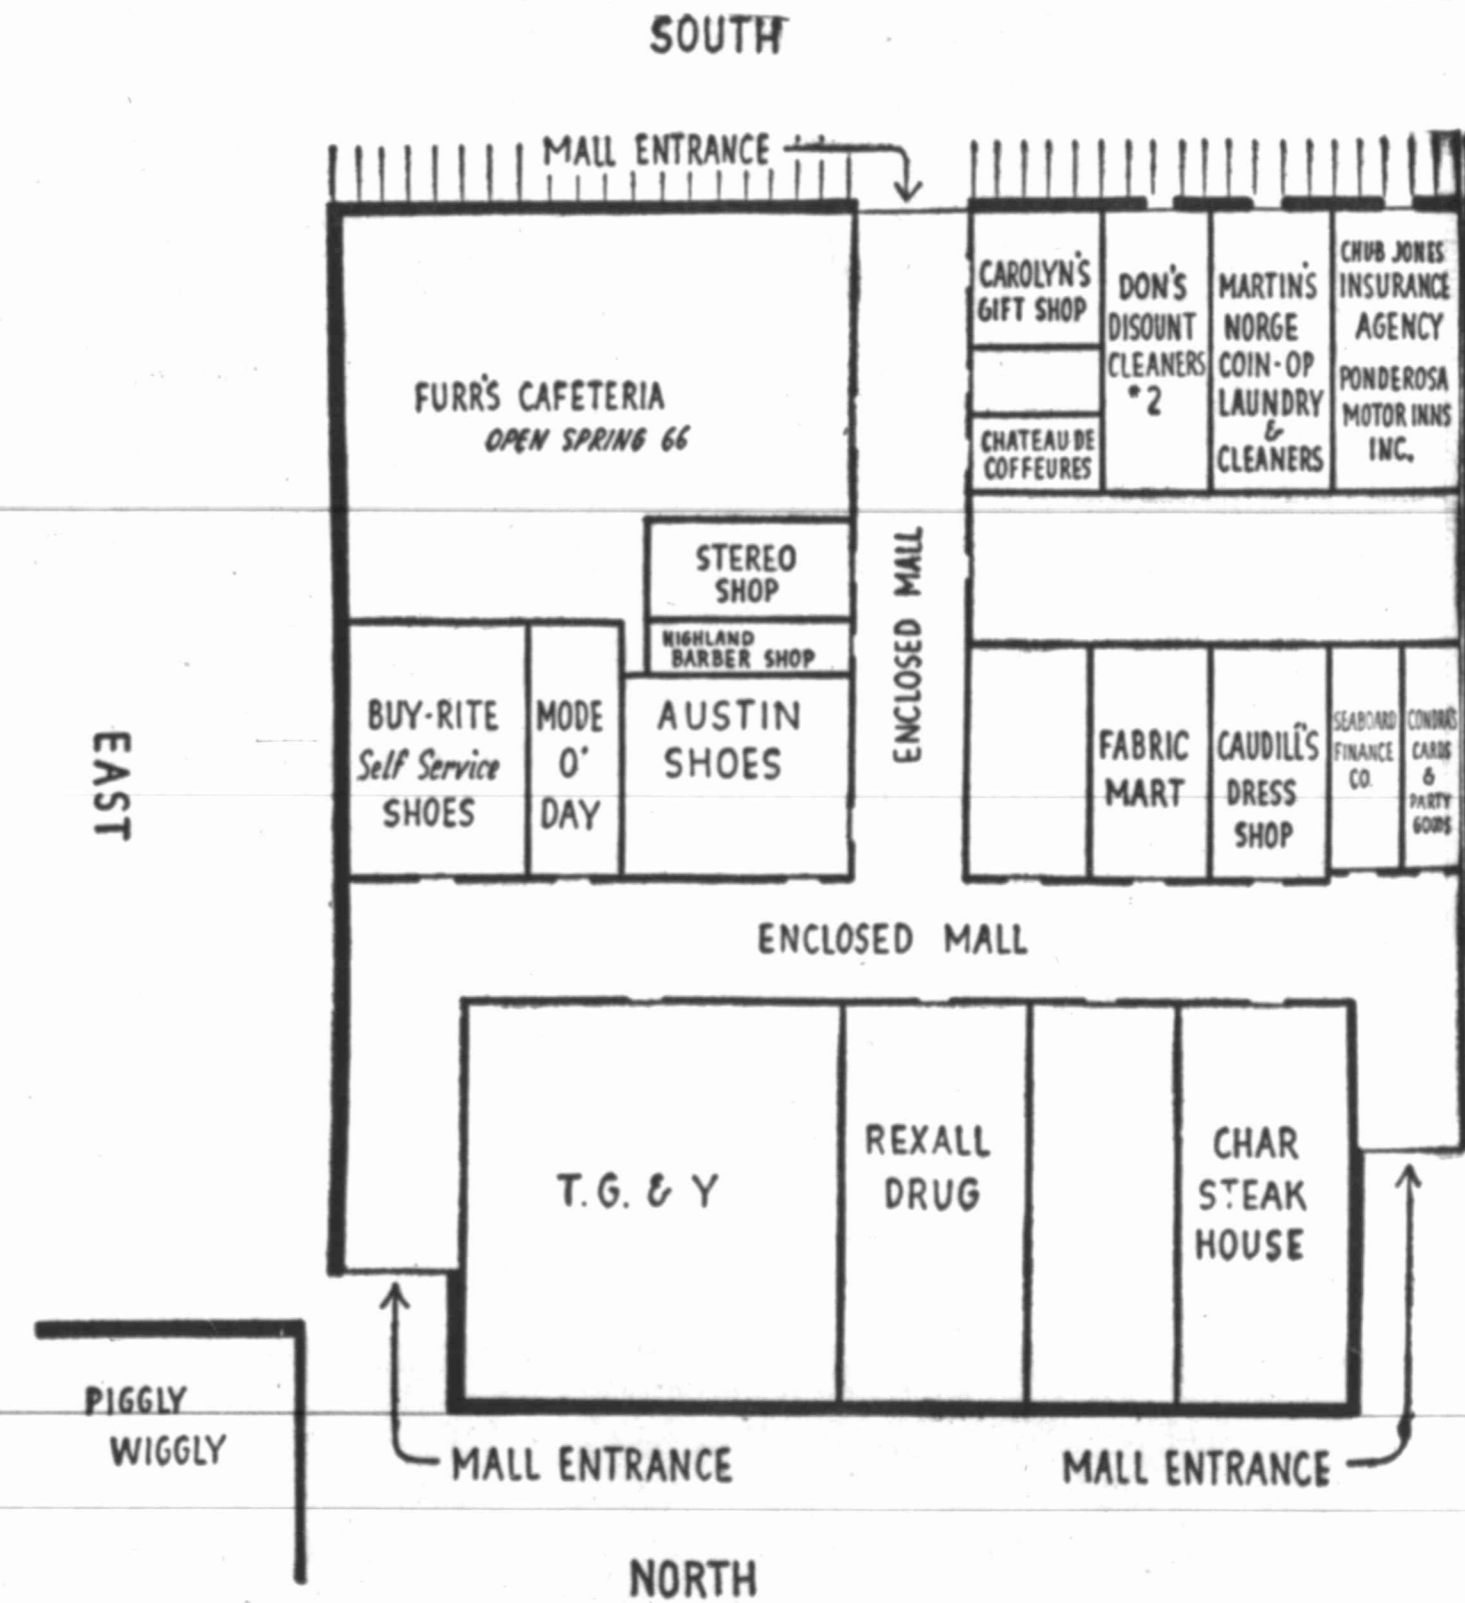 SOUTH
MALL ENTRANCE
CAROLYN'S
GIFT SHOP
DON'S
DISOUNT
CLEANERS
#2
MARTIN'S
NORGE
COIN-OP
LAUNDRY
&
CLEANERS
CHUB JONES
INSURANCE
AGENCY
PONDEROSA
MOTOR INNS
INC.
FURR'S CAFETERIA
OPEN SPRING 66
CHATEAU DE
COFFEURES
STEREO
SHOP
HIGHLAND
BARBER SHOP
ENCLOSED MALL
EAST
BUY-RITE
Self Service
SHOES
MODE
O'
DAY
AUSTIN
SHOES
FABRIC
MART
CAUDILL'S
DRESS
SHOP
SEABOARD
FINANCE
CO.
CARDS
&
PARTY
GOODS
ENCLOSED MALL
T. G. & Y
REXALL
DRUG
CHAR
STEAK
HOUSE
PIGGLY
WIGGLY
MALL ENTRANCE
MALL ENTRANCE
NORTH